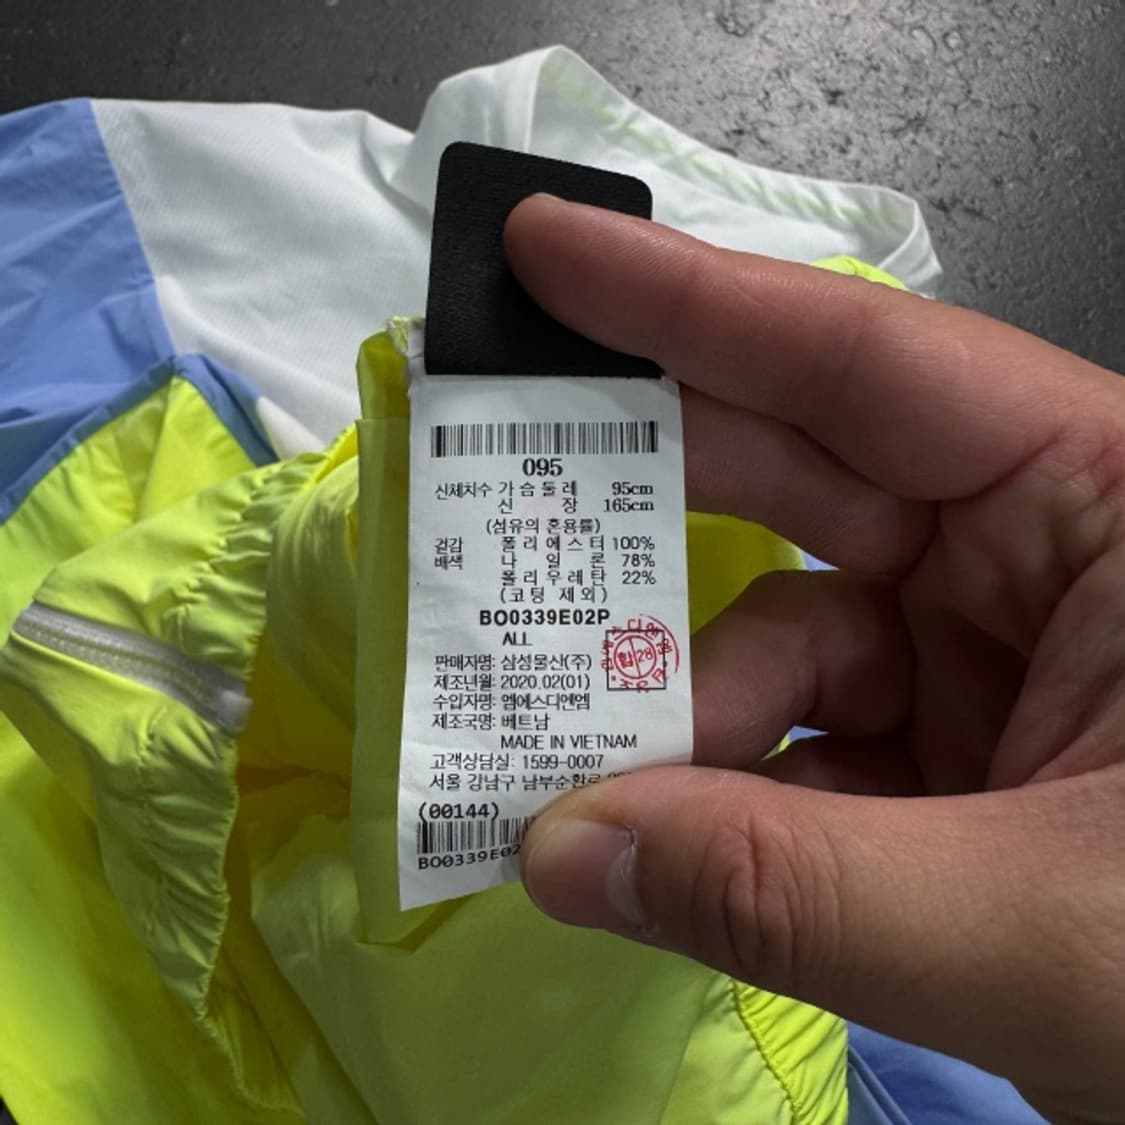 095
신체치수 가슴둘레 95cm
신 장 165cm
(섬유의 혼용률)
겉감 폴리에스터 100%
배색 나 일 론 78%
폴리우레탄 22%
(코팅 제외)
BO0339E02P
ALL
판매자명: 삼성물산(주)
제조년월: 2020.02(01)
수입자명: 엠에스디엔엠
제조국명: 베트남
MADE IN VIETNAM
고객상담실: 1599-0007
서울 강남구 남부순환로
(00144)
BO0339E02
합 28